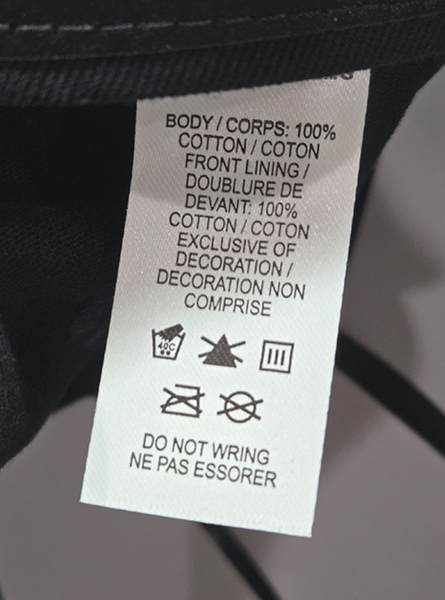 BODY / CORPS: 100%
COTTON / COTON
FRONT LINING /
DOUBLURE DE
DEVANT: 100%
COTTON / COTON
EXCLUSIVE OF
DECORATION /
DECORATION NON
COMPRISE
40C
DO NOT WRING
NE PAS ESSORER